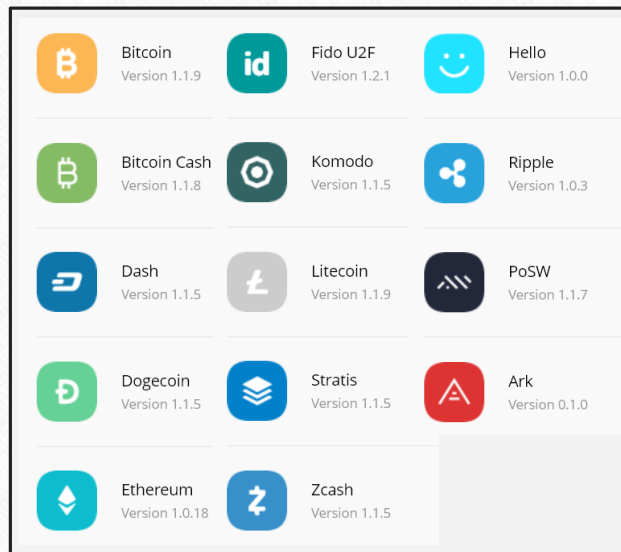 Bitcoin
Version 1.1.9
id
Fido U2F
Version 1.2.1
Hello
Version 1.0.0
Bitcoin Cash
Version 1.1.8
Komodo
Version 1.1.5
Ripple
Version 1.0.3
Dash
Version 1.1.5
Litecoin
Version 1.1.9
PoSW
Version 1.1.7
Dogecoin
Version 1.1.5
Stratis
Version 1.1.5
Ark
Version 0.1.0
Ethereum
Version 1.0.18
Zcash
Version 1.1.5